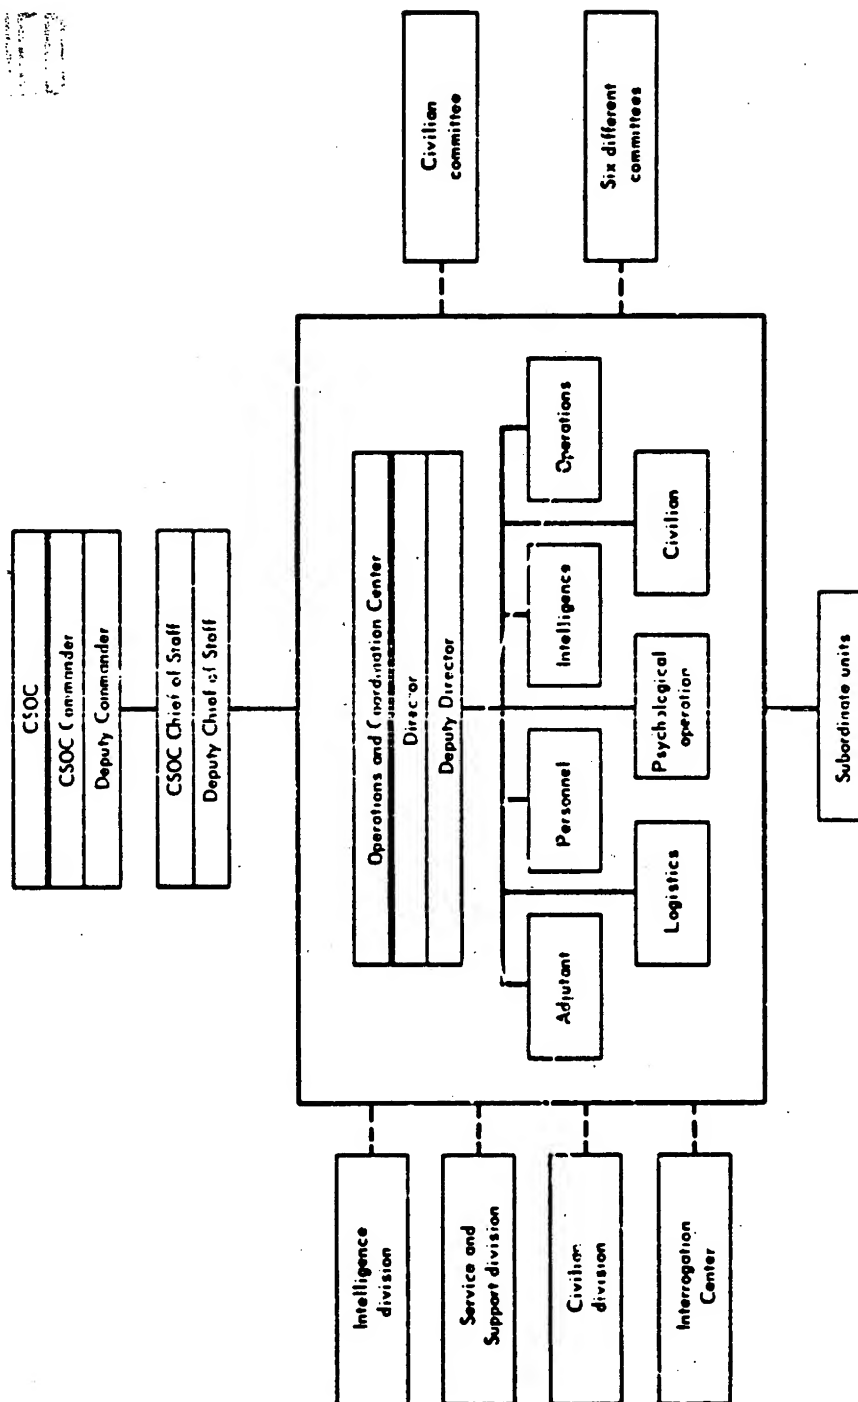 CSOC
CSOC Commander
Deputy Commander
CSOC Chief of Staff
Deputy Chief of Staff
Operations and Coordination Center
Director
Deputy Director
Adjutant
Personnel
Intelligence
Operations
Logistics
Psychological
operation
Civilian
Intelligence
division
Service and
Support division
Civilian
division
Interrogation
Center
Civilian
committee
Six different
committees
Subordinate units